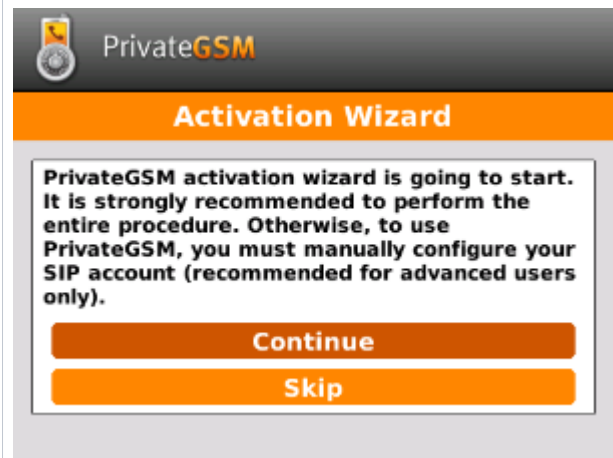 PrivateGSM
Activation Wizard
PrivateGSM activation wizard is going to start.
It is strongly recommended to perform the
entire procedure. Otherwise, to use
PrivateGSM, you must manually configure your
SIP account (recommended for advanced users
only).
Continue
Skip